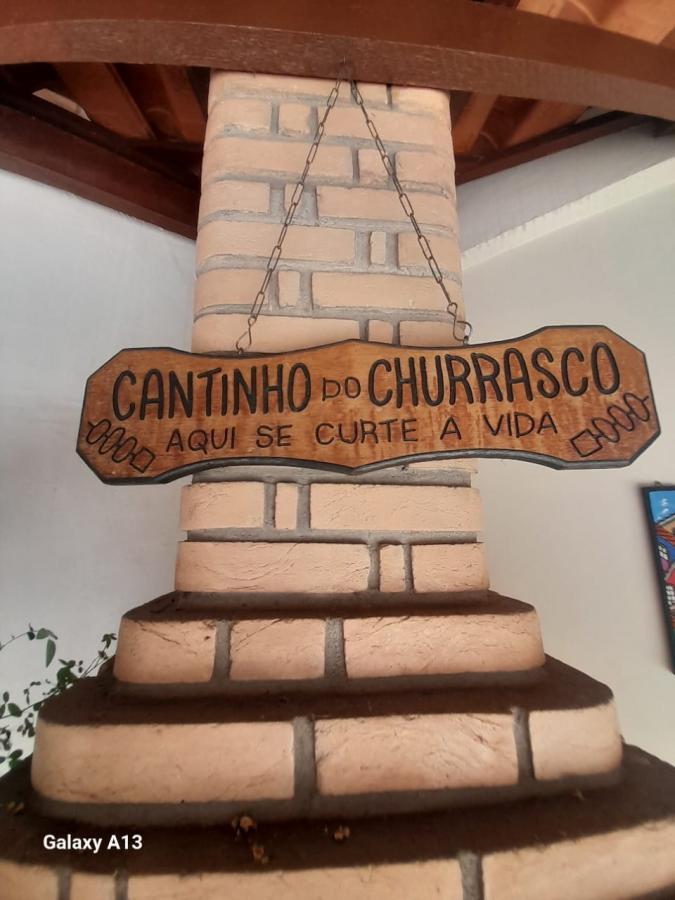 CANTINHO DO CHURRASCO
AQUI SE CURTE A VIDA
Galaxy A13